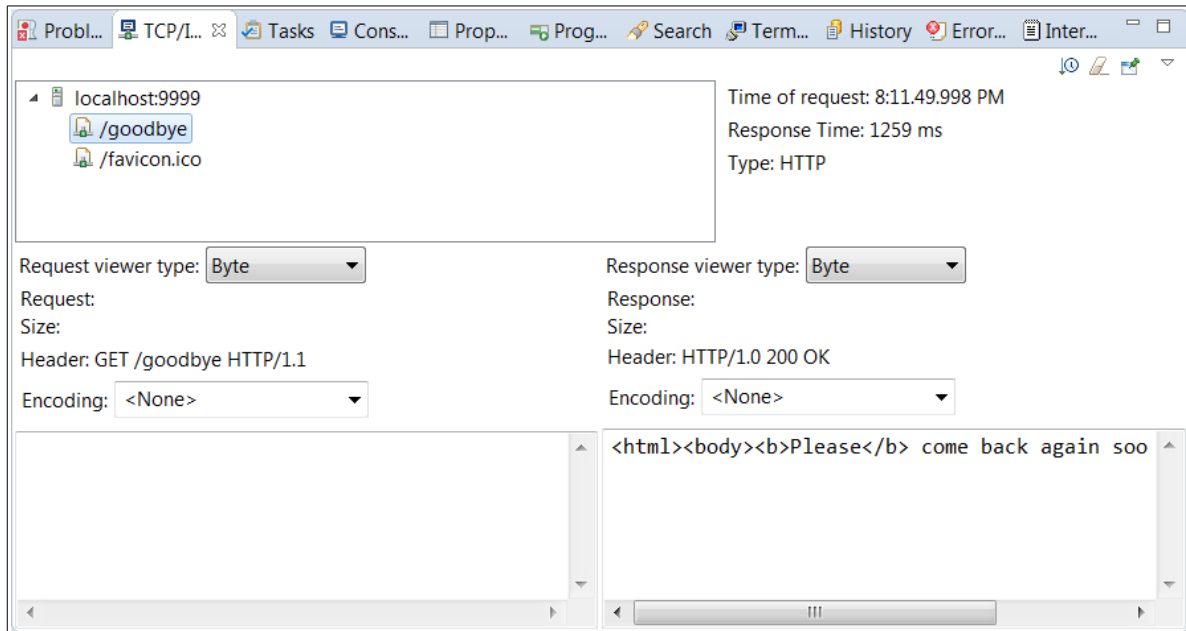 Probl... TCP/I... Tasks Cons... Prop... Prog... Search Term... History Error... Inter...
localhost:9999
/goodbye
/favicon.ico
Time of request: 8:11.49.998 PM
Response Time: 1259 ms
Type: HTTP
Request viewer type: Byte
Request:
Size:
Header: GET /goodbye HTTP/1.1
Encoding: <None>
Response viewer type: Byte
Response:
Size:
Header: HTTP/1.0 200 OK
Encoding: <None>
<html><body><b>Please</b> come back again soo